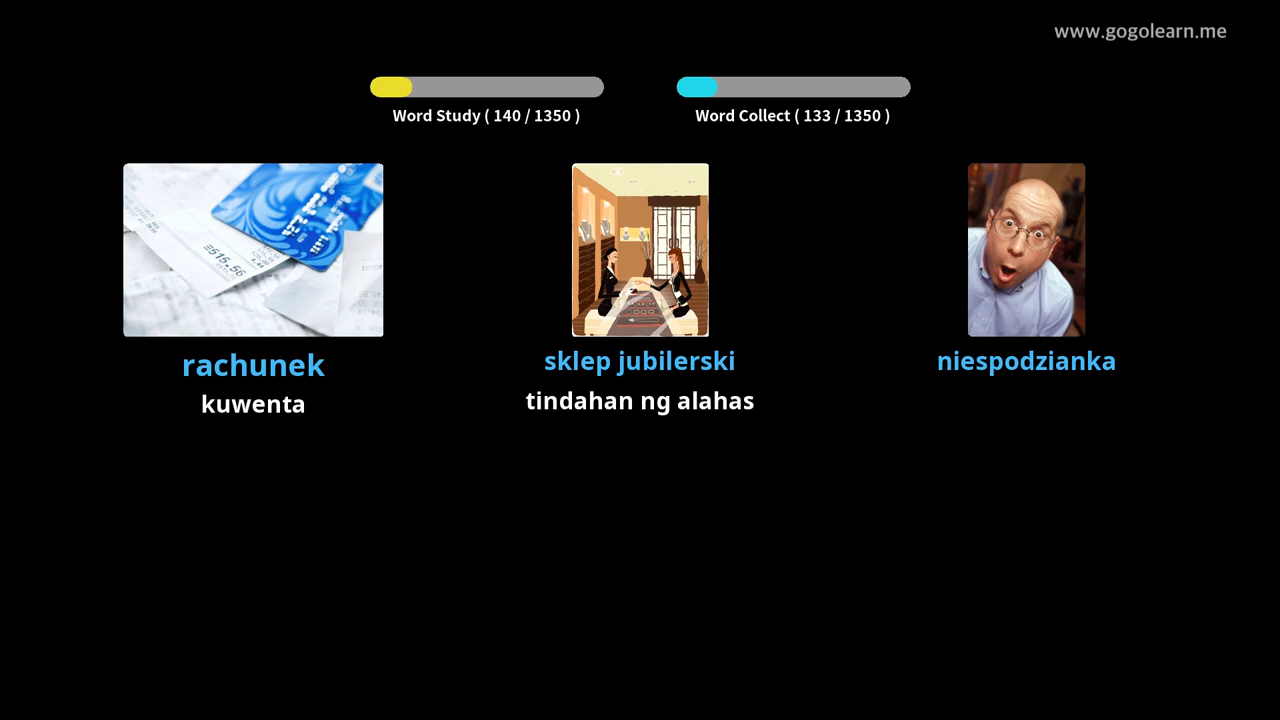 www.gogolearn.me
Word Study ( 140 / 1350 )
Word Collect ( 133 / 1350 )
rachunek
kuwenta
sklep jubilerski
tindahan ng alahas
niespodzianka